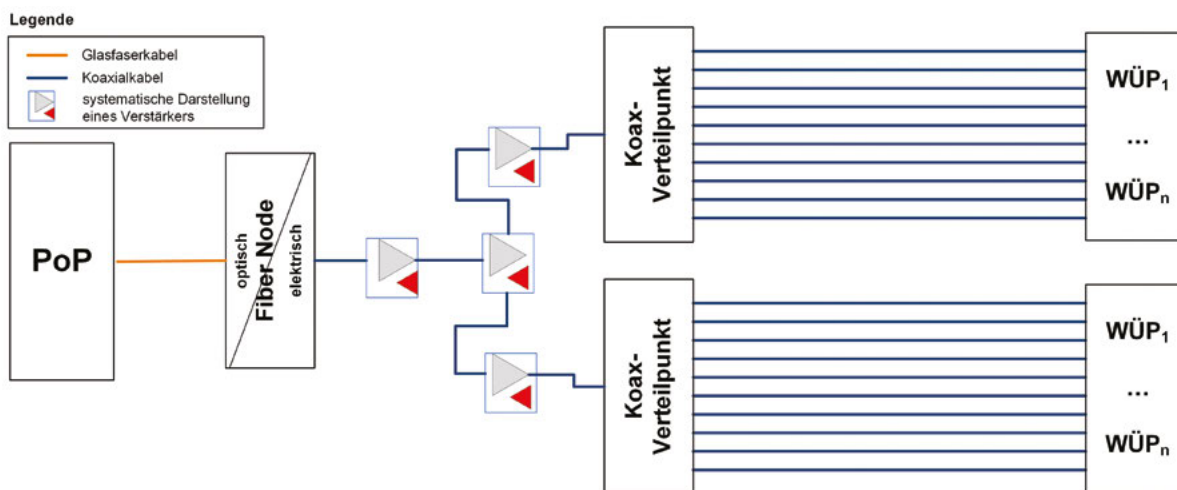 Legende
Glasfaserkabel
Koaxialkabel
systematische Darstellung
eines Verstärkers
PoP
optisch
Fiber Node
elektrisch
Koax-
Verteilpunkt
WÜP₁
...
WÜPₙ
Koax-
Verteilpunkt
WÜP₁
...
WÜPₙ